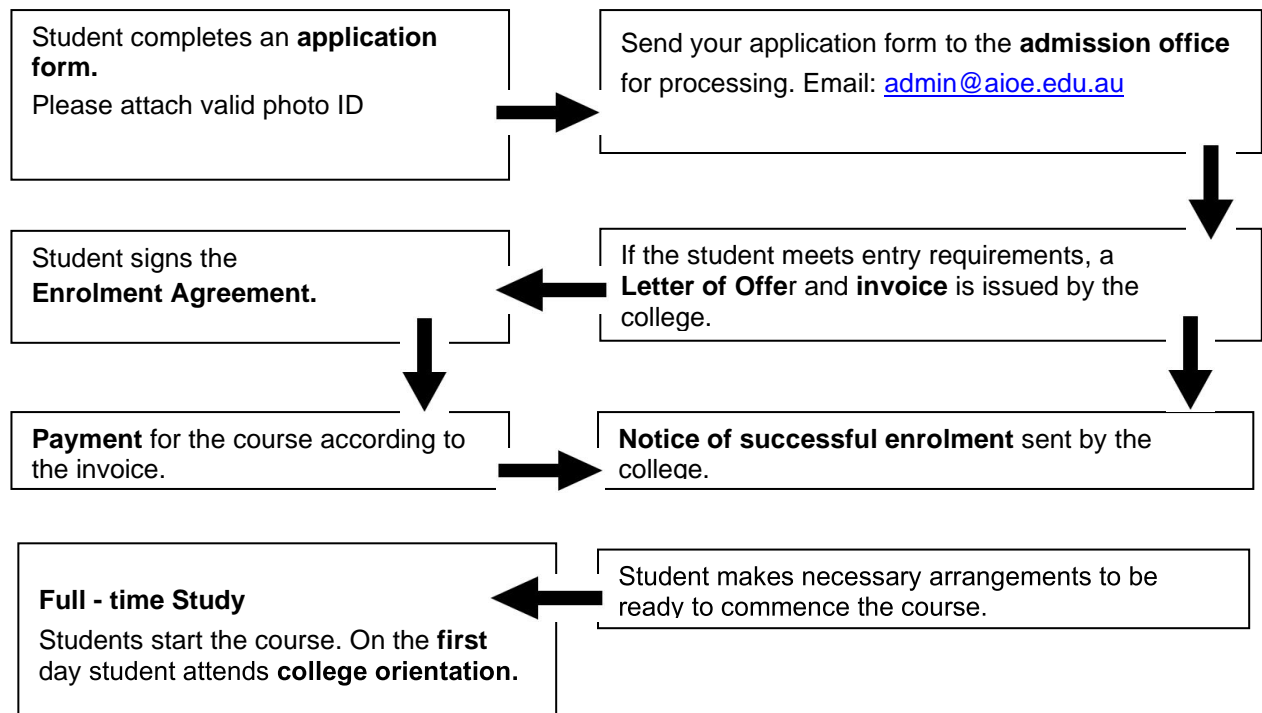 Student completes an application
form.
Please attach valid photo ID
Send your application form to the admission office
for processing. Email: admin@aioe.edu.au
If the student meets entry requirements, a
Letter of Offer and invoice is issued by the
college.
Student signs the
Enrolment Agreement.
Payment for the course according to
the invoice.
Notice of successful enrolment sent by the
college.
Student makes necessary arrangements to be
ready to commence the course.
Full - time Study
Students start the course. On the first
day student attends college orientation.